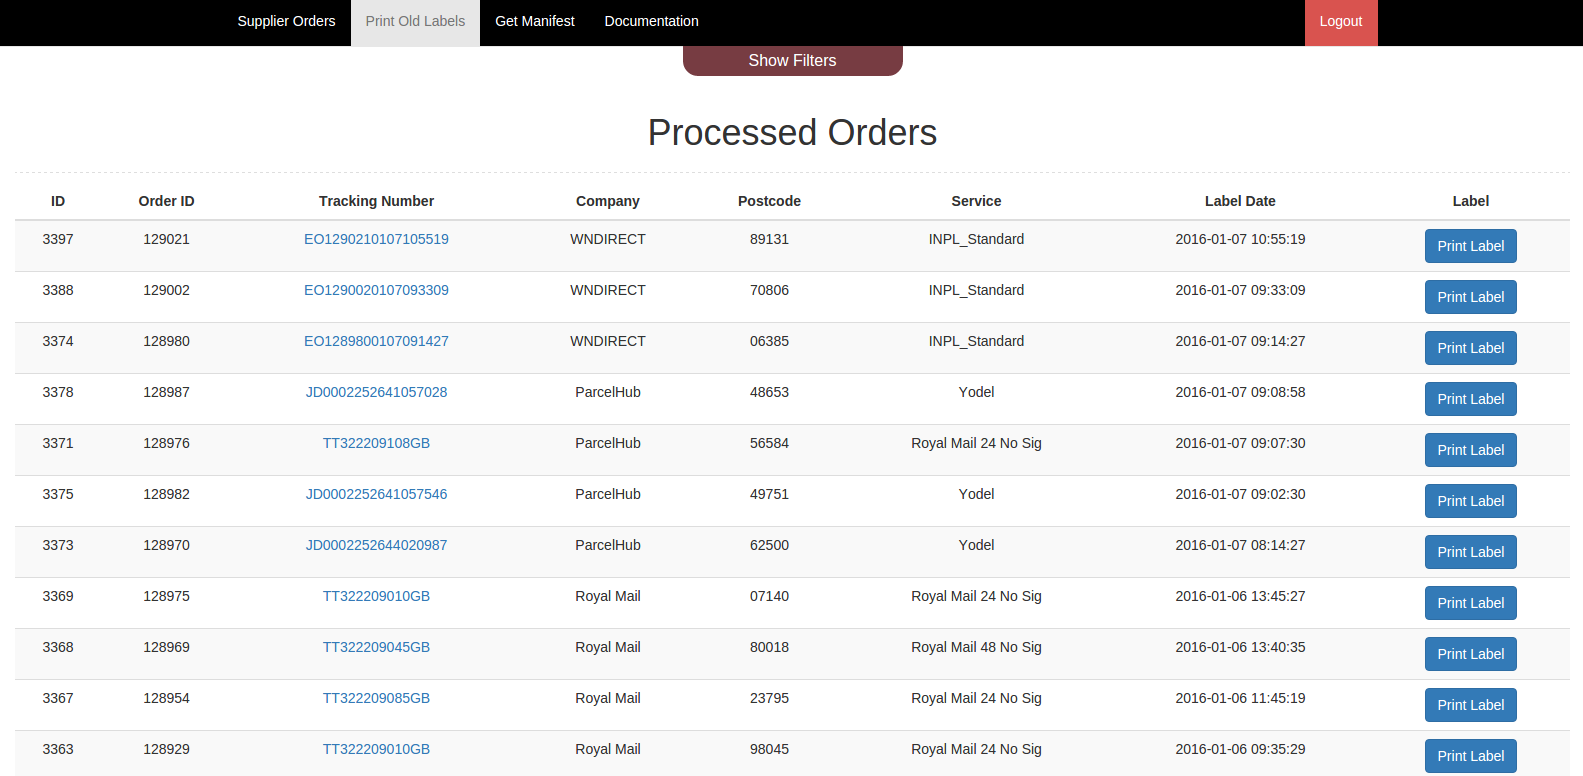 Supplier Orders Print Old Labels Get Manifest Documentation Logout
Show Filters
Processed Orders
ID Order ID Tracking Number Company Postcode Service Label Date Label
3397 129021 EO1290210107105519 WNDIRECT 89131 INPL_Standard 2016-01-07 10:55:19 Print Label
3388 129002 EO1290020107093309 WNDIRECT 70806 INPL_Standard 2016-01-07 09:33:09 Print Label
3374 128980 EO1289800107091427 WNDIRECT 06385 INPL_Standard 2016-01-07 09:14:27 Print Label
3378 128987 JD0002252641057028 ParcelHub 48653 Yodel 2016-01-07 09:08:58 Print Label
3371 128976 TT322209108GB ParcelHub 56584 Royal Mail 24 No Sig 2016-01-07 09:07:30 Print Label
3375 128982 JD0002252641057546 ParcelHub 49751 Yodel 2016-01-07 09:02:30 Print Label
3373 128970 JD0002252644020987 ParcelHub 62500 Yodel 2016-01-07 08:14:27 Print Label
3369 128975 TT322209010GB Royal Mail 07140 Royal Mail 24 No Sig 2016-01-06 13:45:27 Print Label
3368 128969 TT322209045GB Royal Mail 80018 Royal Mail 48 No Sig 2016-01-06 13:40:35 Print Label
3367 128954 TT322209085GB Royal Mail 23795 Royal Mail 24 No Sig 2016-01-06 11:45:19 Print Label
3363 128929 TT322209010GB Royal Mail 98045 Royal Mail 24 No Sig 2016-01-06 09:35:29 Print Label